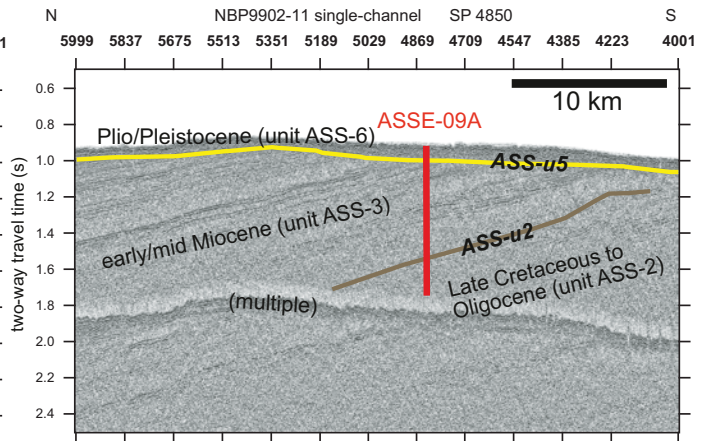 N NBP9902-11 single-channel SP 4850 S
1 5999 5837 5675 5513 5351 5189 5029 4869 4709 4547 4385 4223 4001
10 km
two-way travel time (s)
0.6
0.8
1.0
1.2
1.4
1.6
1.8
2.0
2.2
2.4
ASSE-09A
Plio/Pleistocene (unit ASS-6)
ASS-u5
early/mid Miocene (unit ASS-3)
ASS-u2
Late Cretaceous to
Oligocene (unit ASS-2)
(multiple)